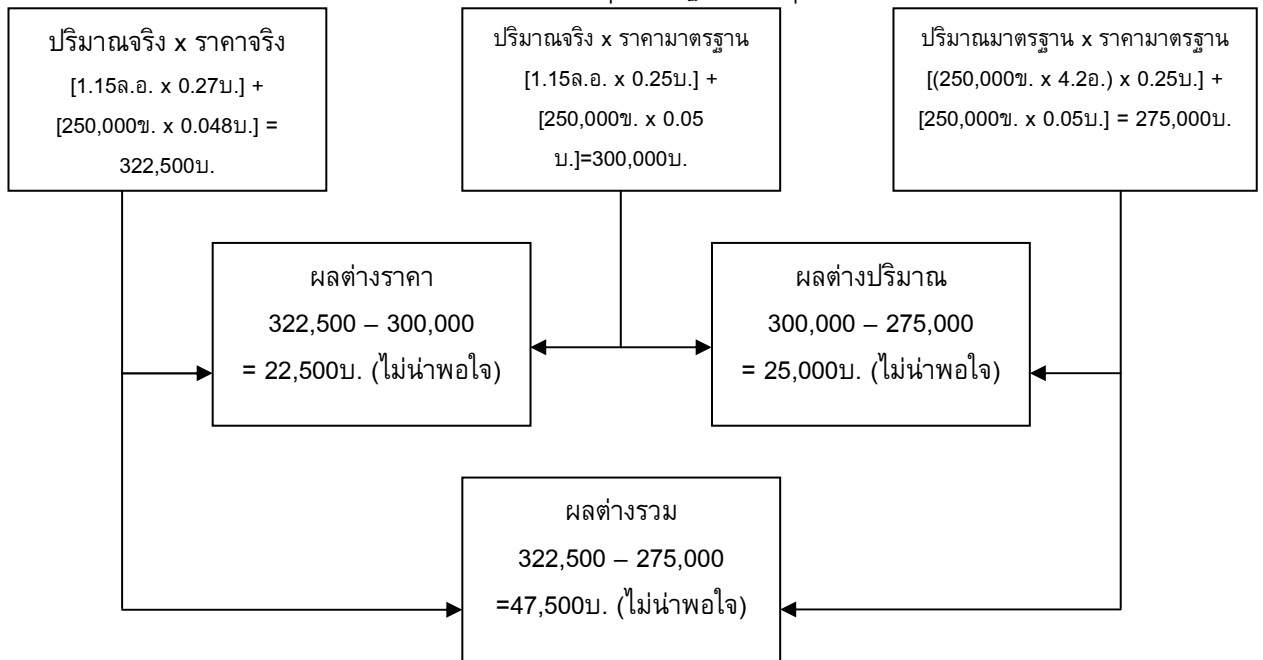 ปริมาณจริง x ราคาจริง
[1.15ล.อ. x 0.27บ.] +
[250,000ข. x 0.048บ.] =
322,500บ.
ปริมาณจริง x ราคามาตรฐาน
[1.15ล.อ. x 0.25บ.] +
[250,000ข. x 0.05
บ.]=300,000บ.
ปริมาณมาตรฐาน x ราคามาตรฐาน
[(250,000ข. x 4.2อ.) x 0.25บ.] +
[250,000ข. x 0.05บ.] = 275,000บ.
ผลต่างราคา
322,500 – 300,000
= 22,500บ. (ไม่น่าพอใจ)
ผลต่างปริมาณ
300,000 – 275,000
= 25,000บ. (ไม่น่าพอใจ)
ผลต่างรวม
322,500 – 275,000
=47,500บ. (ไม่น่าพอใจ)